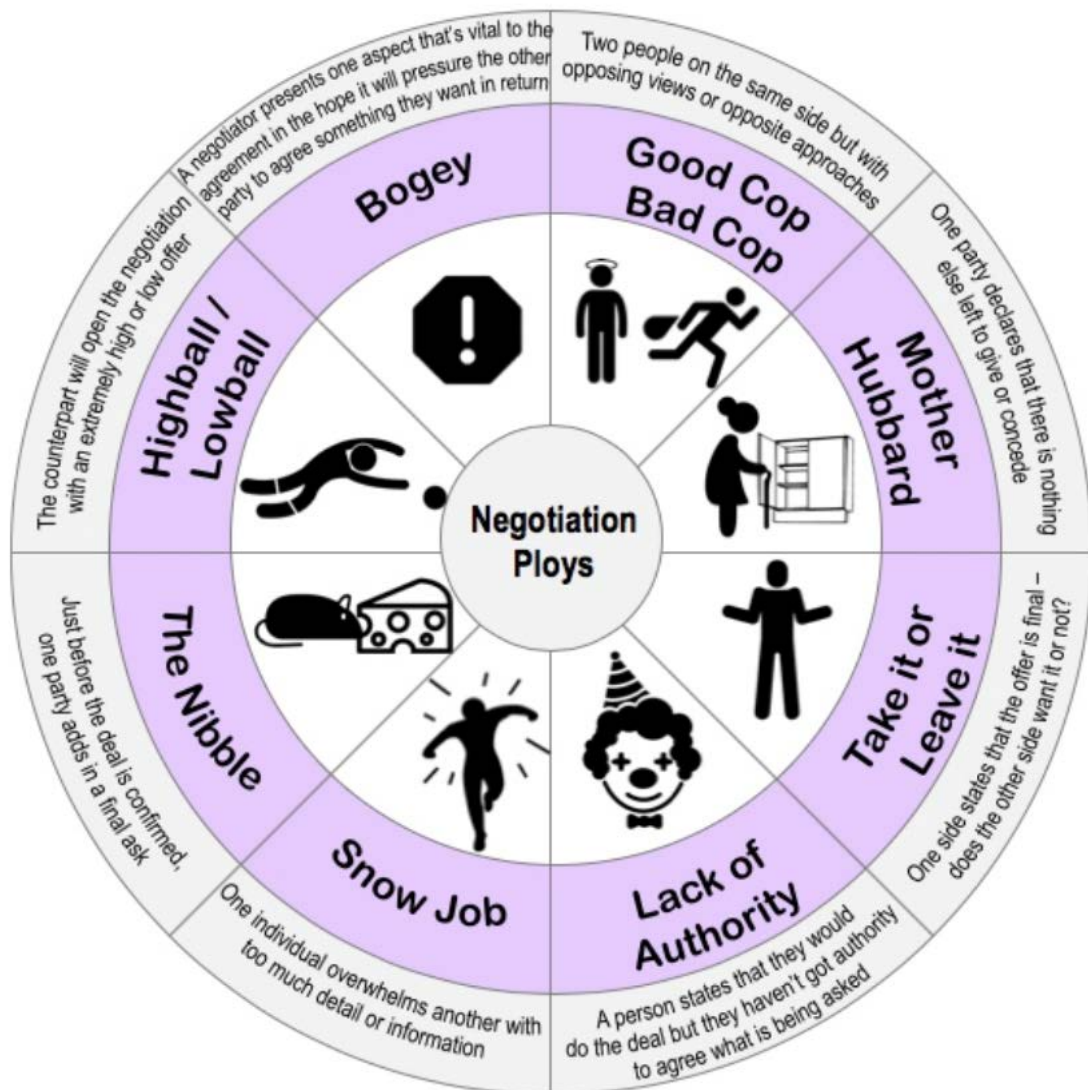 Negotiation
Ploys
Good Cop
Bad Cop
Two people on the same side but with
opposing views or opposite approaches
Mother
Hubbard
One party declares that there is nothing
else left to give or concede
Take it or
Leave it
One side states that the offer is final –
does the other side want it or not?
Lack of
Authority
A person states that they would
do the deal but they haven't got authority
to agree what is being asked
Snow Job
One individual overwhelms another with
too much detail or information
The Nibble
Just before the deal is confirmed,
one party adds in a final ask
Highball /
Lowball
The counterpart will open the negotiation
with an extremely high or low offer
Bogey
A negotiator presents one aspect that's vital to the
agreement in the hope it will pressure the other
party to agree something they want in return